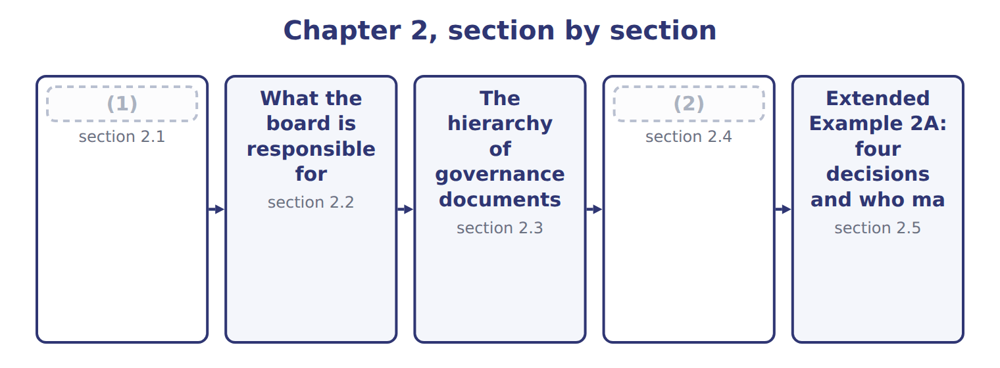 Chapter 2, section by section
(1)
section 2.1
What the
board is
responsible
for
section 2.2
The
hierarchy
of
governance
documents
section 2.3
(2)
section 2.4
Extended
Example 2A:
four
decisions
and who ma
section 2.5